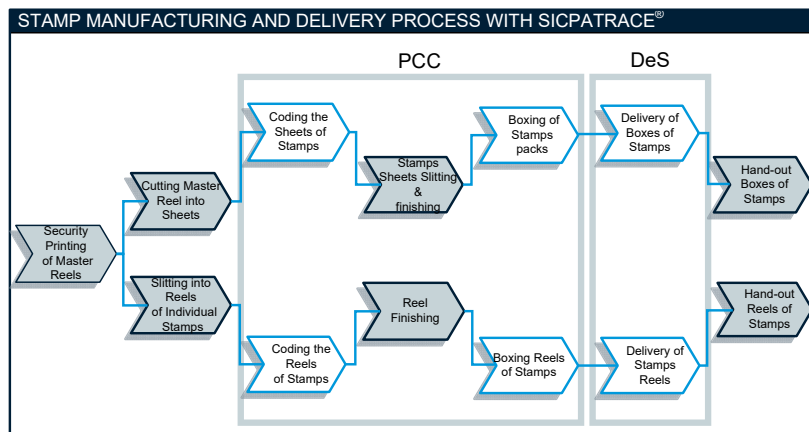 STAMP MANUFACTURING AND DELIVERY PROCESS WITH SICPATRACE®
PCC
DeS
Coding the
Sheets of
Stamps
Boxing of
Stamps
packs
Delivery of
Boxes of
Stamps
Stamps
Sheets Slitting
&
finishing
Hand-out
Boxes of
Stamps
Cutting Master
Reel into
Sheets
Security
Printing
of Master
Reels
Slitting into
Reels
of Individual
Stamps
Reel
Finishing
Hand-out
Reels of
Stamps
Coding the
Reels
of Stamps
Boxing Reels
of Stamps
Delivery of
Stamps
Reels